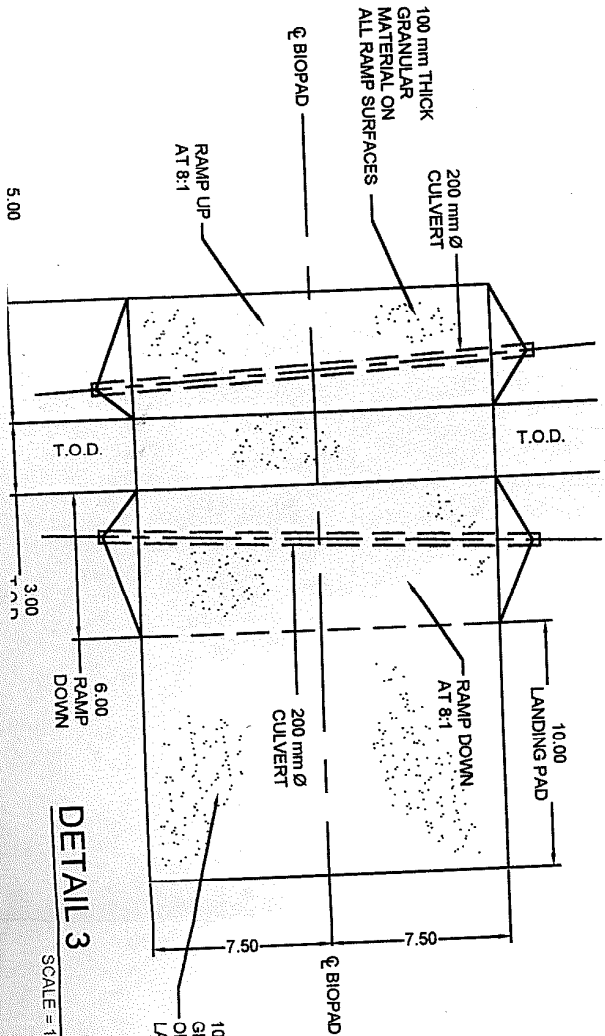 100 mm THICK
GRANULAR
MATERIAL ON
ALL RAMP SURFACES
200 mm Ø
CULVERT
℄ BIOPAD
RAMP UP
AT 8:1
T.O.D.
T.O.D.
10.00
LANDING PAD
RAMP DOWN
AT 8:1
200 mm Ø
CULVERT
7.50
7.50
℄ BIOPAD
5.00
3.00
T.O.D
6.00
RAMP
DOWN
DETAIL 3
SCALE = 1